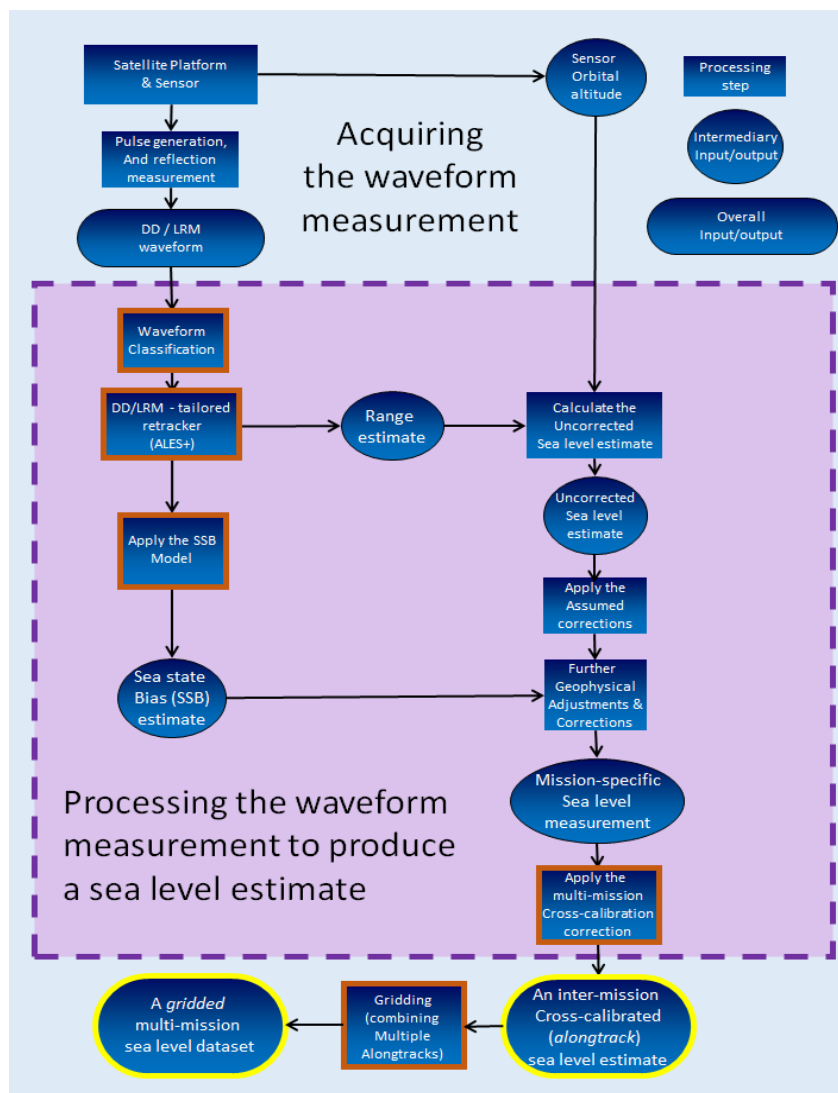 Satellite Platform
& Sensor
Sensor
Orbital
altitude
Processing
step
Pulse generation,
And reflection
measurement
Acquiring
the waveform
measurement
Intermediary
Input/output
DD / LRM
waveform
Overall
Input/output
Waveform
Classification
DD/LRM - tailored
retracker
(ALES+)
Range
estimate
Calculate the
Uncorrected
Sea level estimate
Uncorrected
Sea level
estimate
Apply the SSB
Model
Apply the
Assumed
corrections
Sea state
Bias (SSB)
estimate
Further
Geophysical
Adjustments &
Corrections
Mission-specific
Sea level
measurement
Processing the waveform
measurement to produce
a sea level estimate
Apply the
multi-mission
Cross-calibration
correction
A gridded
multi-mission
sea level dataset
Gridding
(combining
Multiple
Alongtracks)
An inter-mission
Cross-calibrated
(alongtrack)
sea level estimate